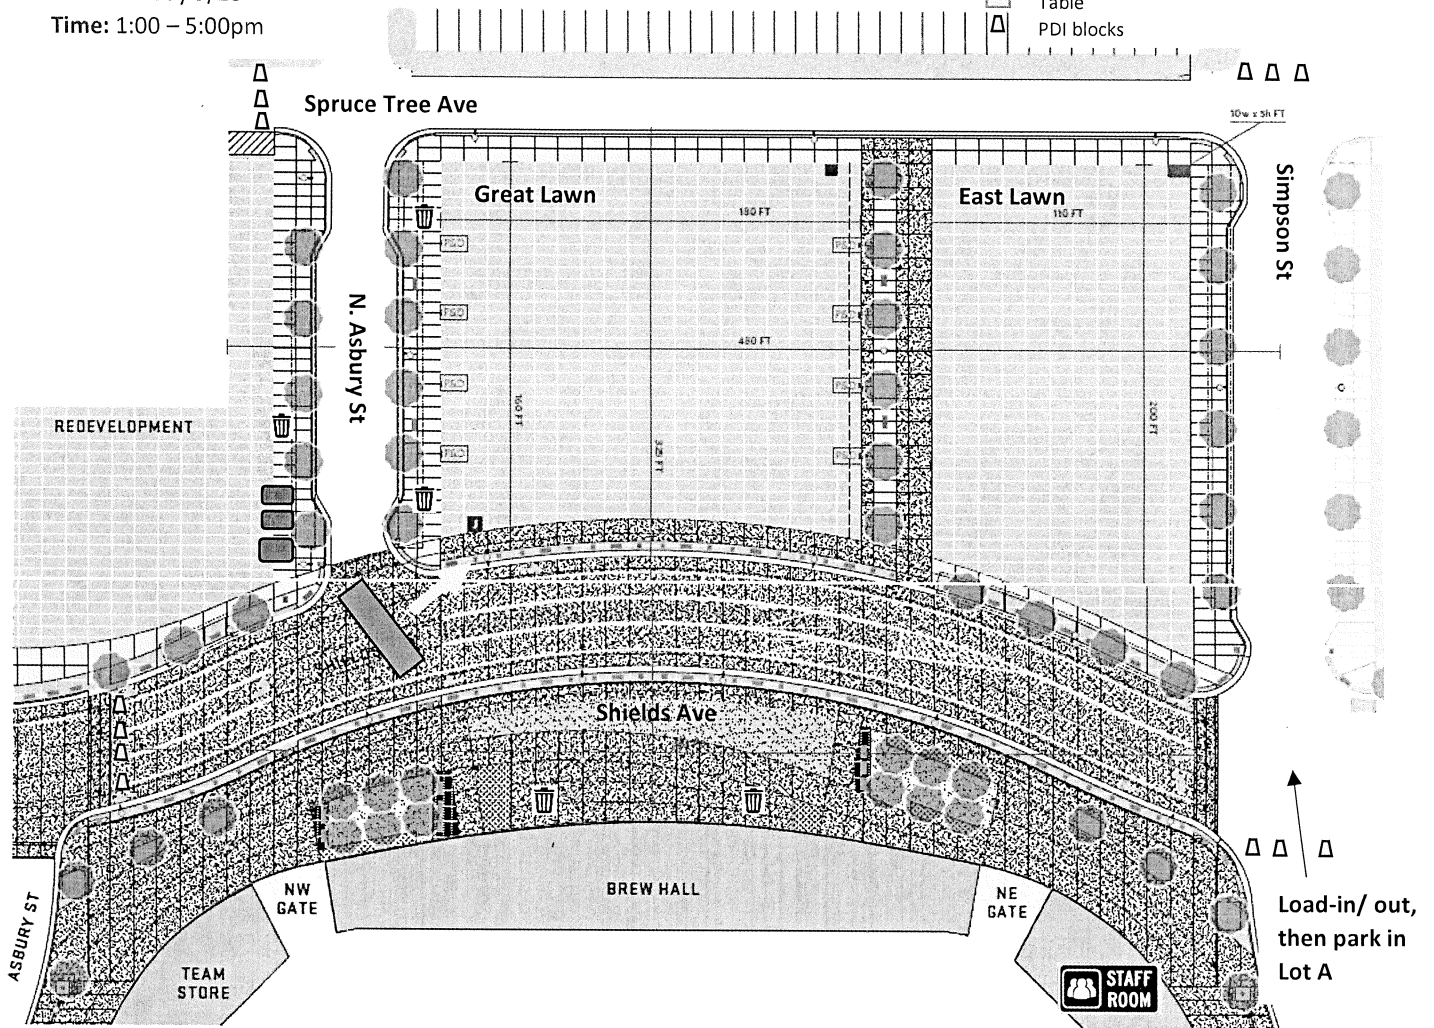 Time: 1:00 – 5:00pm
Table
PDI blocks
Spruce Tree Ave
10w x 5h FT
Great Lawn
East Lawn
180 FT
110 FT
Simpson St
P&D
P&D
P&D
P&D
N. Asbury St
480 FT
P&D
P&D
160 FT
200 FT
REDEVELOPMENT
321 FT
P&D
P&D
Shields Ave
BREW HALL
NW
GATE
NE
GATE
ASBURY ST
Load-in/ out,
then park in
Lot A
TEAM
STORE
STAFF
ROOM